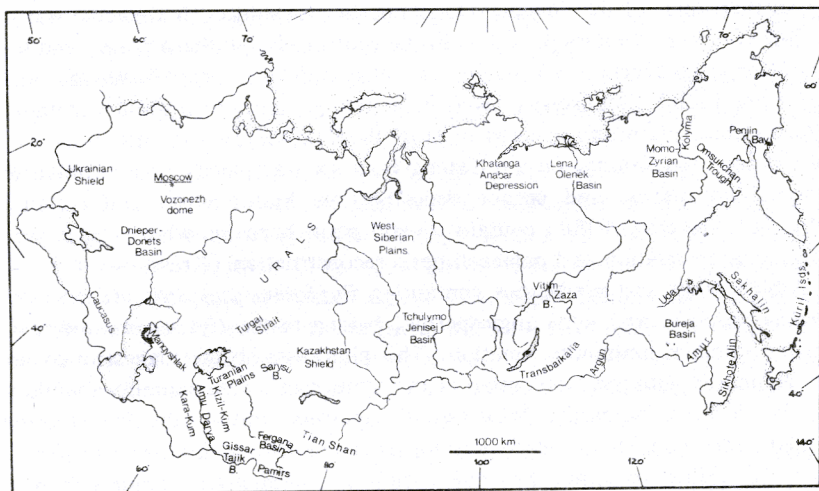 50°
60°
70°
70°
60°
20°
Ukrainian
Shield
Moscow
Vozonezh
dome
Dnieper-
Donets
Basin
URALS
West
Siberian
Plains
Khatanga
Anabar
Depression
Lena
Olenek
Basin
Momo-
Zyrian
Basin
Kolyma
Omsukchan
Trough
Penjin
Bay
Caucasus
40°
Mangyshlak
Turgai
Strait
Turanian
Plains
Sarysu
B.
Kazakhstan
Shield
Tchulymo
Jenisej
Basin
Vitim
B.
Zaza
Transbaikalia
Argun
Uda
Bureja
Basin
Amur
Sakhalin
Sikhote Alin
Kuril Isds.
40°
Kara-Kum
Amu Darya
Kizil-Kum
Gissar
Tajik
B.
Fergana
Basin
Pamirs
Tian Shan
1000 km
60°
80
100°
120°
140°